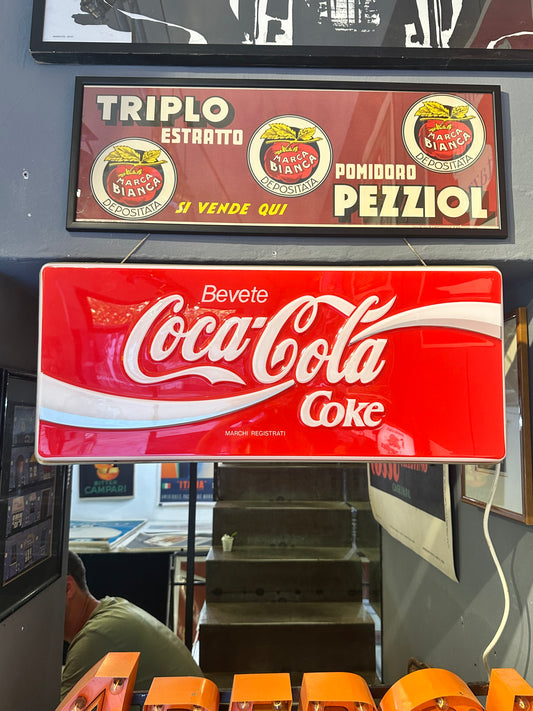 TRIPLO
ESTRATTO
MARCA
BIANCA
DEPOSITATA
MARCA
BIANCA
DEPOSITATA
MARCA
BIANCA
DEPOSITATA
SI VENDE QUI
POMIDORO
PEZZIOL
Bevete
Coca-Cola
Coke
MARCHI REGISTRATI
BITTER
CAMPARI
"ITALIA"